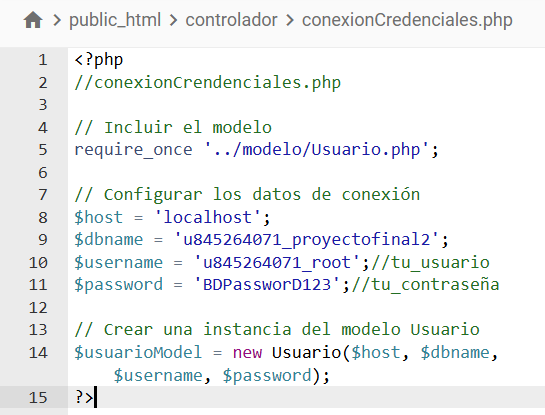 public_html > controlador > conexionCredenciales.php
1 <?php
2 //conexionCrendenciales.php
3
4 // Incluir el modelo
5 require_once '../modelo/Usuario.php';
6
7 // Configurar los datos de conexión
8 $host = 'localhost';
9 $dbname = 'u845264071_proyectofinal2';
10 $username = 'u845264071_root';//tu_usuario
11 $password = 'BDPassworD123';//tu_contraseña
12
13 // Crear una instancia del modelo Usuario
14 $usuarioModel = new Usuario($host, $dbname,
$username, $password);
15 ?>